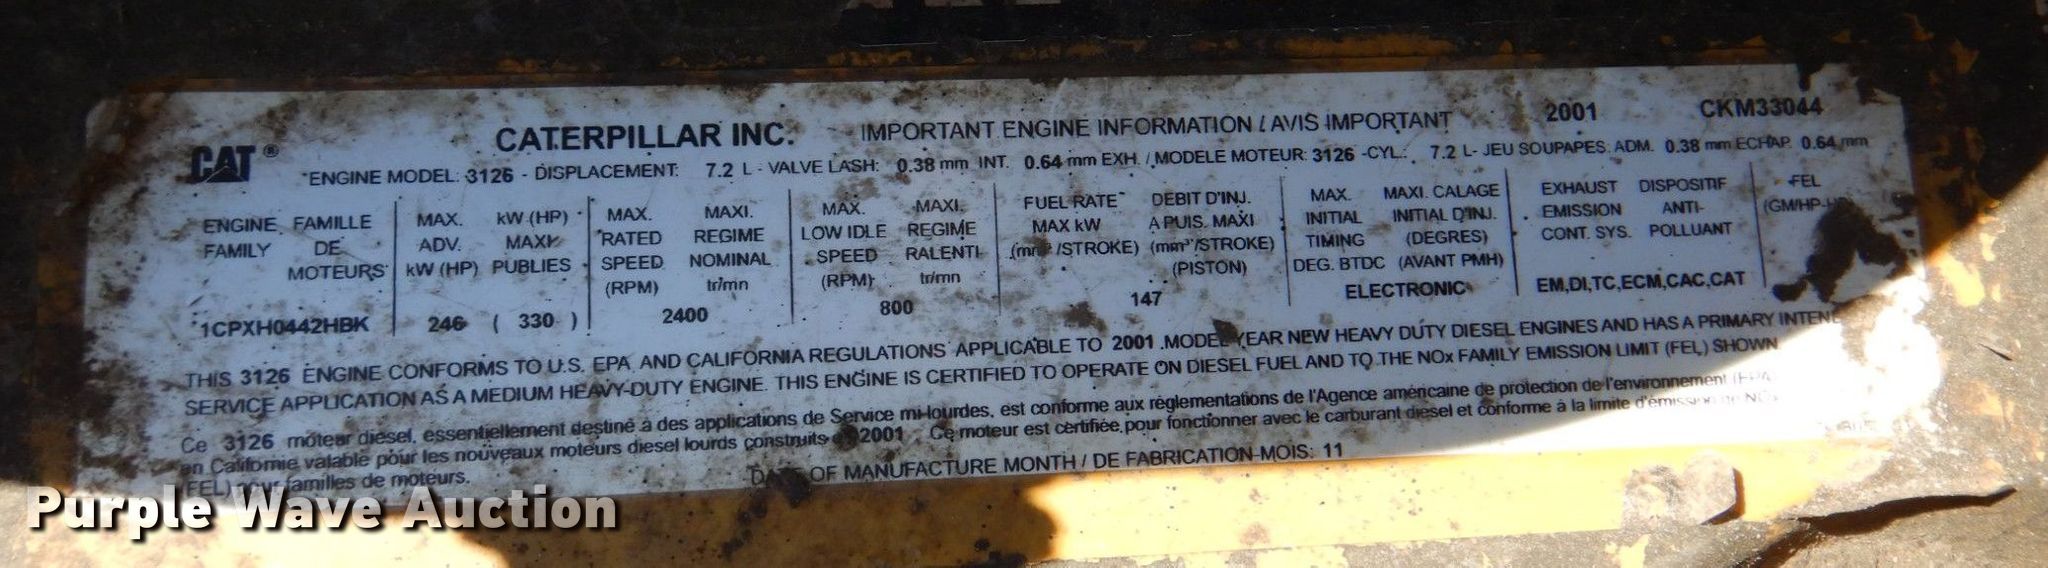 CAT® CATERPILLAR INC. IMPORTANT ENGINE INFORMATION / AVIS IMPORTANT 2001 CKM33044
ENGINE MODEL: 3126 - DISPLACEMENT: 7.2 L - VALVE LASH: 0.38 mm INT. 0.64 mm EXH. / MODELE MOTEUR: 3126 -CYL.: 7.2 L- JEU SOUPAPES: ADM. 0.38 mm ECHAP. 0.64 mm
ENGINE FAMILLE
FAMILY DE
MOTEURS
1CPXH0442HBK
MAX. kW (HP)
ADV. MAXI
kW (HP) PUBLIES
246 ( 330 )
MAX. MAXI.
RATED REGIME
SPEED NOMINAL
(RPM) tr/mn
2400
MAX. MAXI.
LOW IDLE REGIME
SPEED RALENTI
(RPM) tr/mn
800
FUEL RATE DEBIT D'INJ.
MAX kW A PUIS. MAXI
(mm³/STROKE) (mm³/STROKE)
(PISTON)
147
MAX. MAXI. CALAGE
INITIAL INITIAL D'INJ.
TIMING (DEGRES)
DEG. BTDC (AVANT PMH)
ELECTRONIC
EXHAUST DISPOSITIF
EMISSION ANTI-
CONT. SYS. POLLUANT
EM,DI,TC,ECM,CAC,CAT
FEL
THIS 3126 ENGINE CONFORMS TO U.S. EPA AND CALIFORNIA REGULATIONS APPLICABLE TO 2001 MODEL YEAR NEW HEAVY DUTY DIESEL ENGINES AND HAS A PRIMARY
SERVICE APPLICATION AS A MEDIUM HEAVY-DUTY ENGINE. THIS ENGINE IS CERTIFIED TO OPERATE ON DIESEL FUEL AND TO THE NOx FAMILY EMISSION LIMIT (FEL) SHOWN
Ce 3126 moteur diesel, essentiellement destiné à des applications de Service mi-lourdes, est conforme aux réglementations de l'Agence américaine de protection de l'environnement
en Californie valable pour les nouveaux moteurs diesel lourds construits 2001 . Ce moteur est certifiée pour fonctionner avec le carburant diesel et conforme à la limite d'émission de
(FEL) pour familles de moteurs.
DATE OF MANUFACTURE MONTH / DE FABRICATION-MOIS: 11
Purple Wave Auction